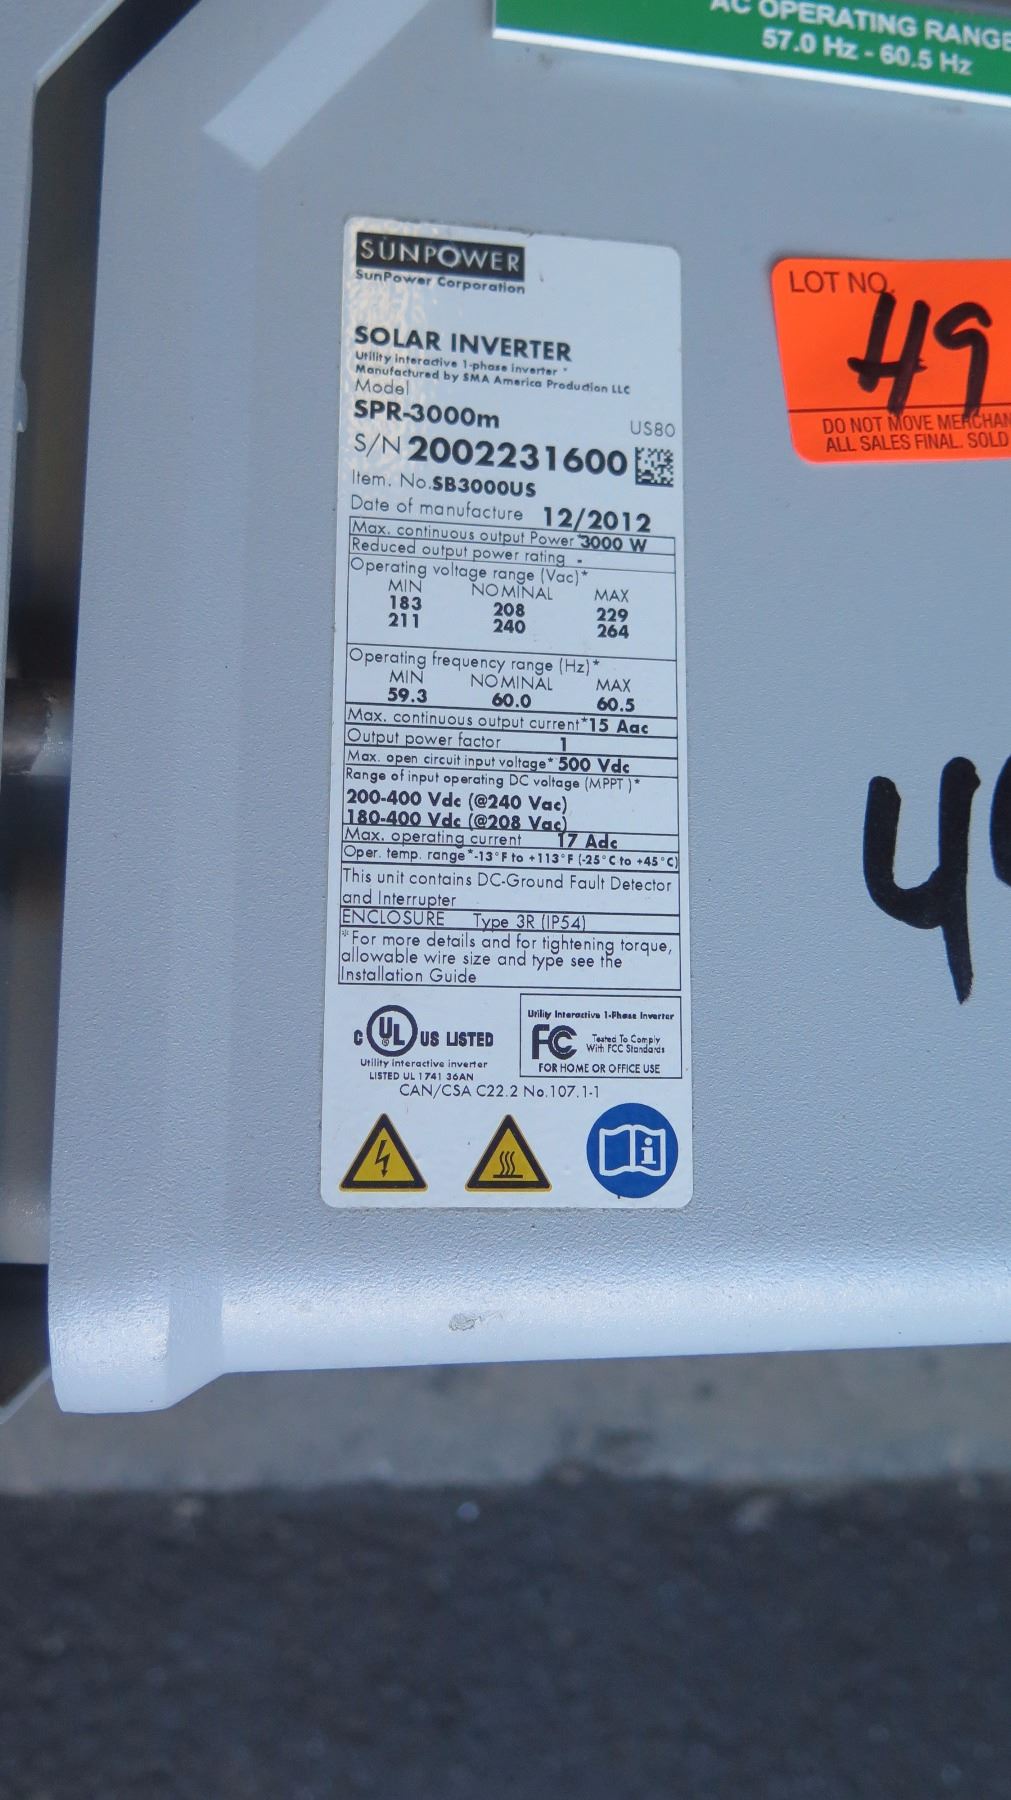 AC OPERATING RANGE
57.0 Hz - 60.5 Hz
LOT NO.
49
DO NOT MOVE
ALL SALES FINAL. SOLD
SUNPOWER
SunPower Corporation
SOLAR INVERTER
Utility interactive 1-phase inverter *
Manufactured by SMA America Production LLC
Model
SPR-3000m US80
S/N 2002231600
Item. No.SB3000US
Date of manufacture 12/2012
Max. continuous output Power*3000 W
Reduced output power rating -
Operating voltage range (Vac)*
MIN NOMINAL MAX
183 208 229
211 240 264
Operating frequency range (Hz)*
MIN NOMINAL MAX
59.3 60.0 60.5
Max. continuous output current*15 Aac
Output power factor 1
Max. open circuit input voltage* 500 Vdc
Range of input operating DC voltage (MPPT )*
200-400 Vdc (@240 Vac)
180-400 Vdc (@208 Vac)
Max. operating current 17 Adc
Oper. temp. range*-13°F to +113°F (-25°C to +45°C)
This unit contains DC-Ground Fault Detector
and Interrupter
ENCLOSURE Type 3R (IP54)
*For more details and for tightening torque,
allowable wire size and type see the
Installation Guide
C UL US LISTED
Utility interactive inverter
LISTED UL 1741 36AN
CAN/CSA C22.2 No.107.1-1
Utility Interactive 1-Phase Inverter
FC Tested To Comply
With FCC Standards
FOR HOME OR OFFICE USE